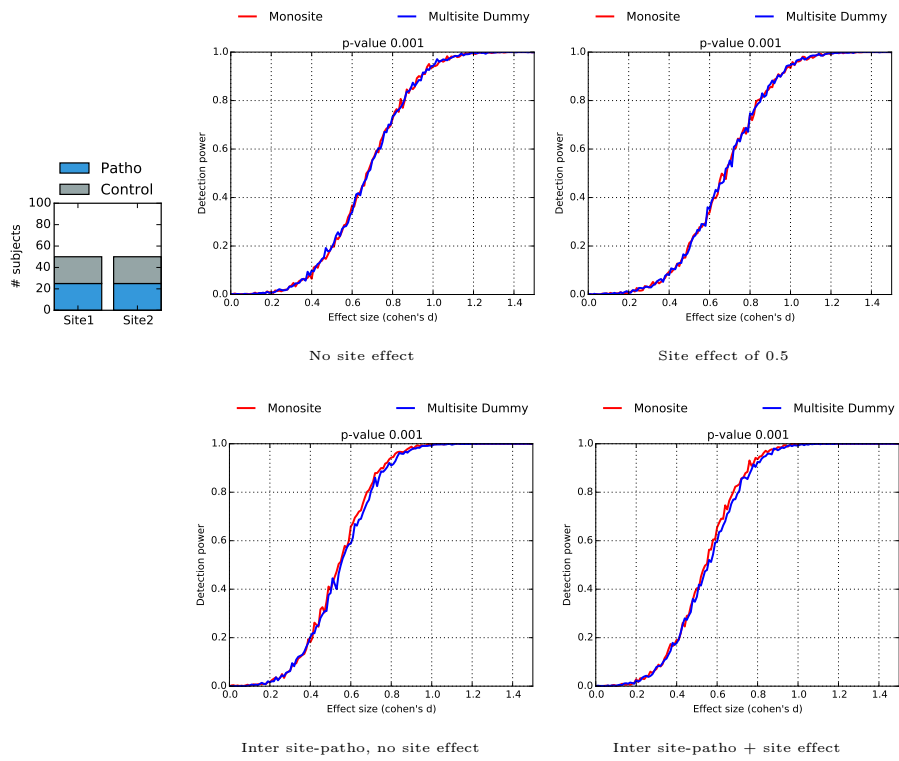 Monosite Multisite Dummy Monosite Multisite Dummy
p-value 0.001 p-value 0.001
Patho
Control
# subjects
100
80
60
40
20
0
Site1 Site2
Detection power
1.0
0.8
0.6
0.4
0.2
0.0
0.0 0.2 0.4 0.6 0.8 1.0 1.2 1.4
Effect size (cohen's d)
No site effect
Detection power
1.0
0.8
0.6
0.4
0.2
0.0
0.0 0.2 0.4 0.6 0.8 1.0 1.2 1.4
Effect size (cohen's d)
Site effect of 0.5
Monosite Multisite Dummy Monosite Multisite Dummy
p-value 0.001 p-value 0.001
Detection power
1.0
0.8
0.6
0.4
0.2
0.0
0.0 0.2 0.4 0.6 0.8 1.0 1.2 1.4
Effect size (cohen's d)
Inter site-patho, no site effect
Detection power
1.0
0.8
0.6
0.4
0.2
0.0
0.0 0.2 0.4 0.6 0.8 1.0 1.2 1.4
Effect size (cohen's d)
Inter site-patho + site effect